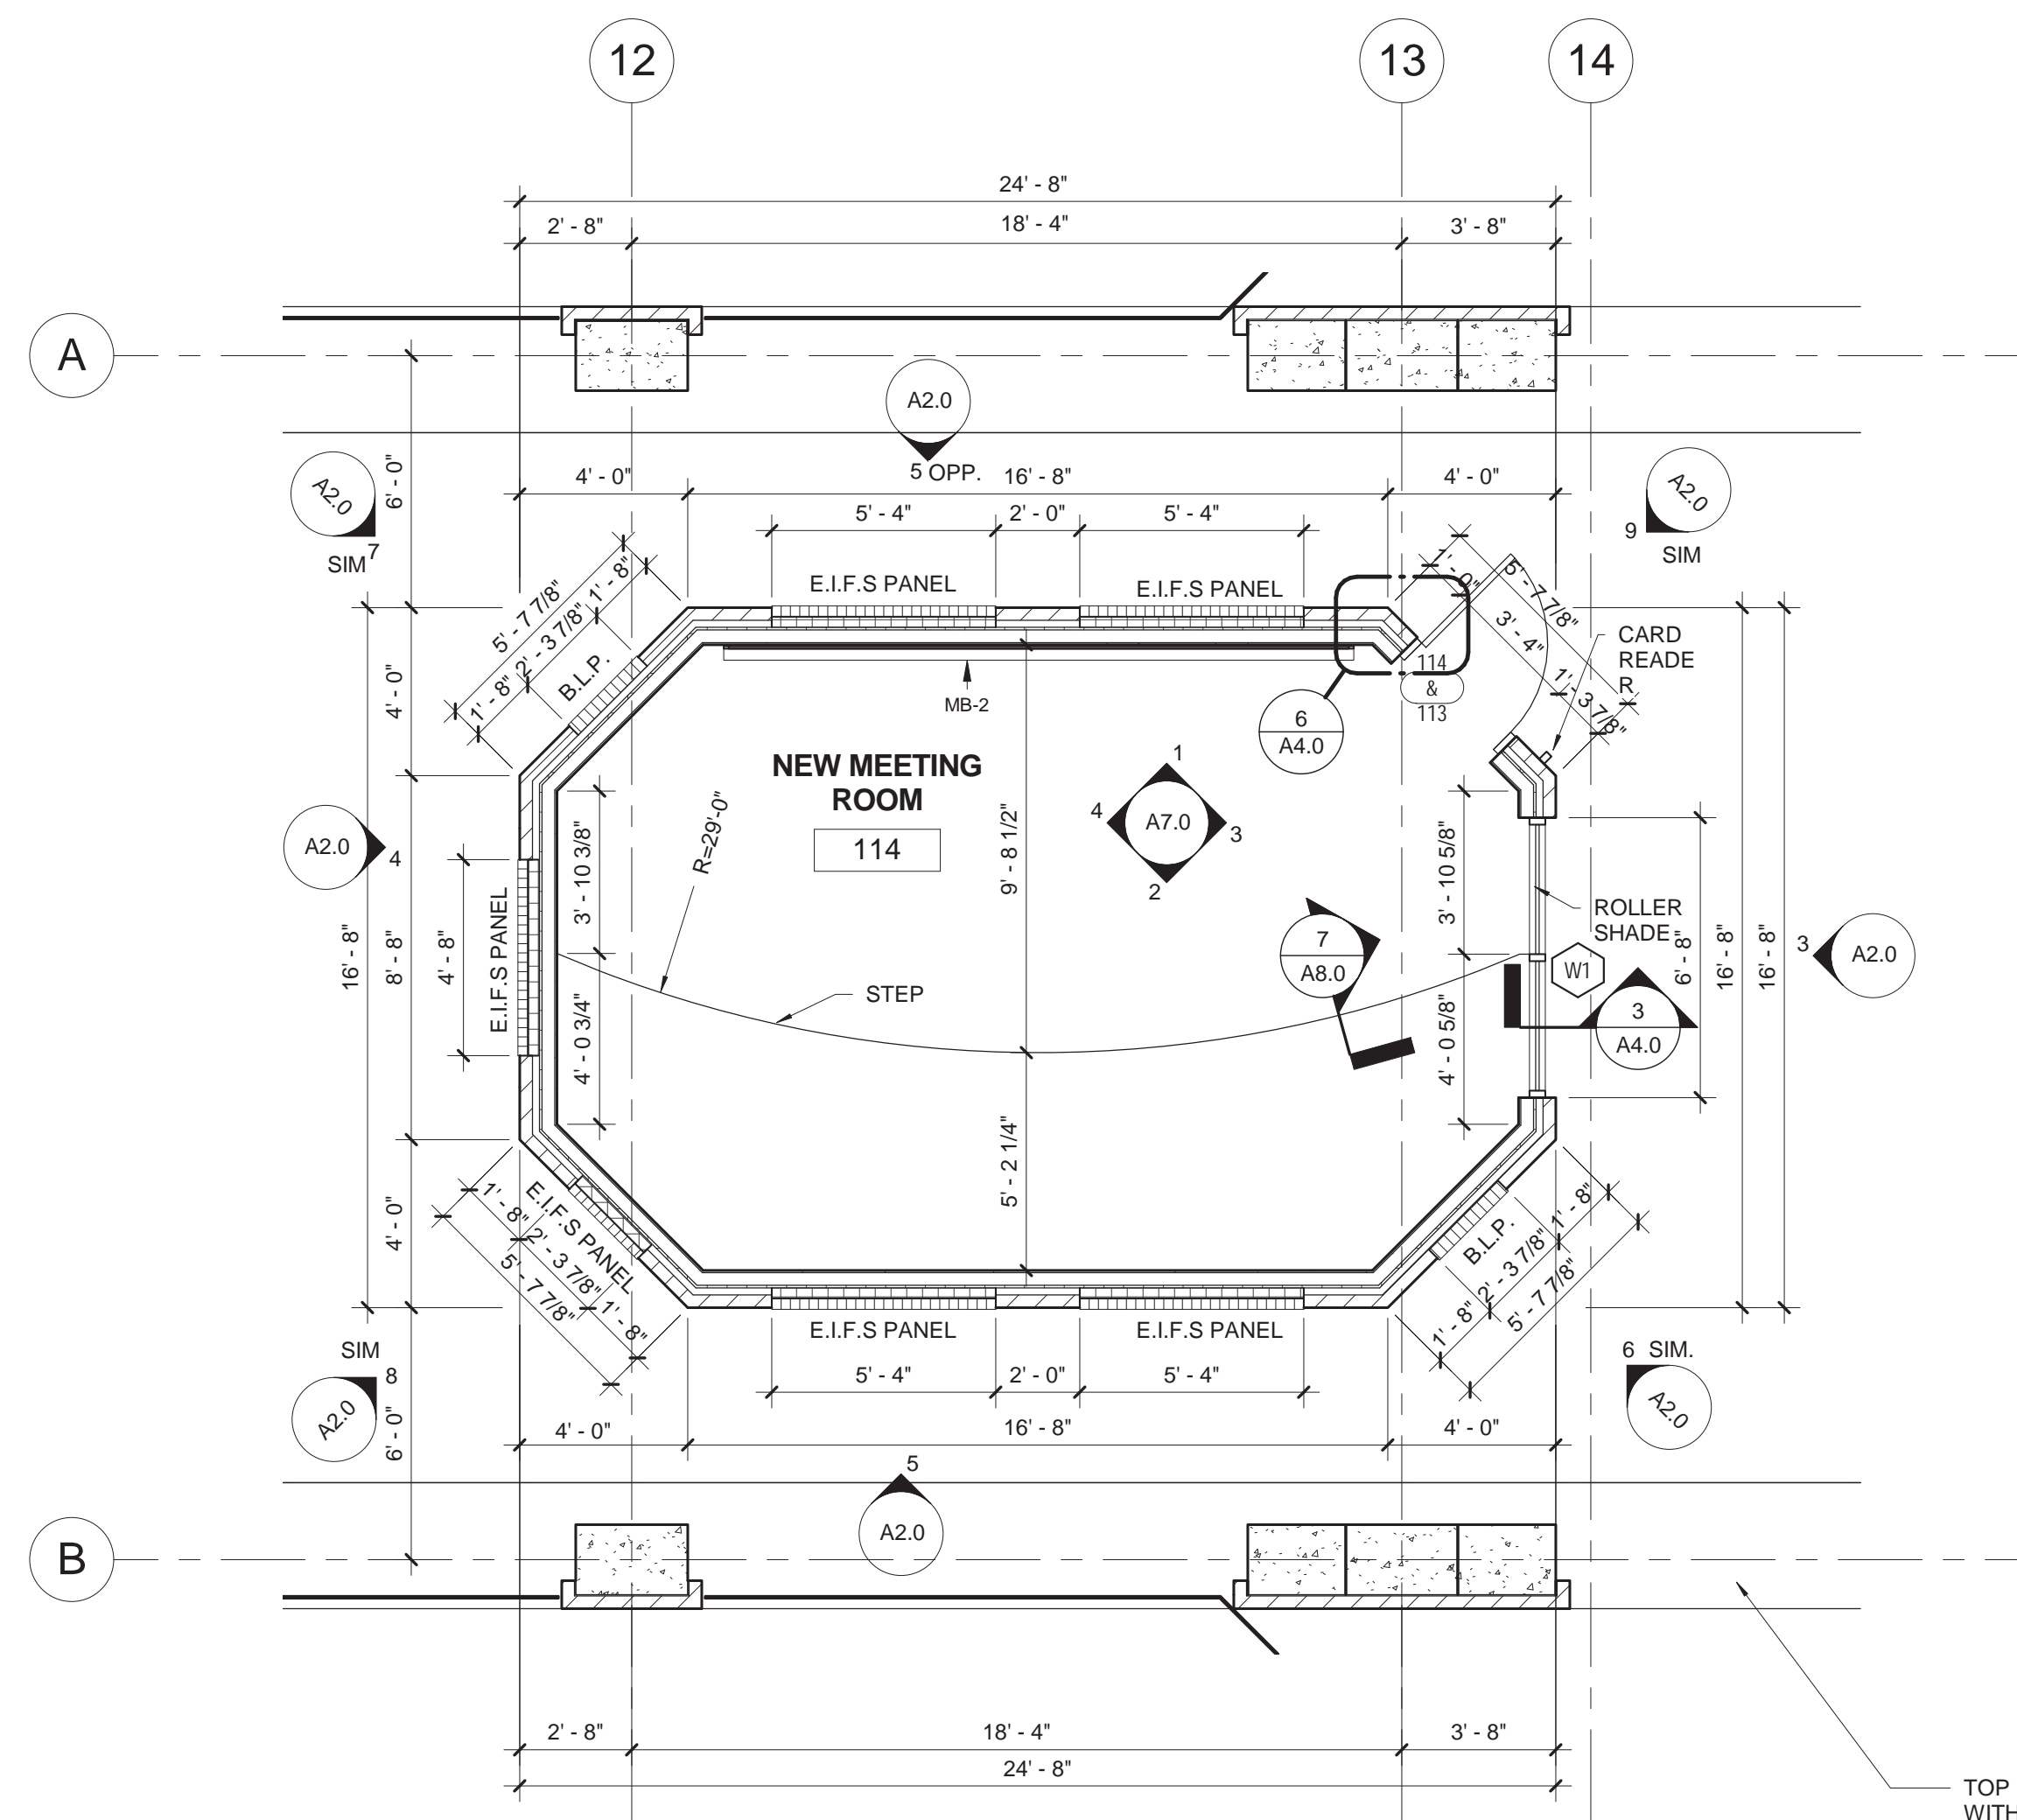 12
13
14
24' - 8"
2' - 8"
18' - 4"
3' - 8"
A
A2.0
5 OPP.
6' - 0"
A2.0
7
SIM
A2.0
9
SIM
4' - 0"
16' - 8"
4' - 0"
5' - 4"
2' - 0"
5' - 4"
E.I.F.S PANEL
E.I.F.S PANEL
5' - 7 7/8"
1' - 8"
2' - 3 7/8"
1' - 8"
B.L.P.
1' - 0"
5' - 7 7/8"
3' - 4"
1' - 3 7/8"
CARD
READE
R
114
&
113
6
A4.0
MB-2
NEW MEETING
ROOM
114
R=29'-0"
9' - 8 1/2"
1
4
A7.0
3
2
4' - 0"
A2.0
4
16' - 8"
8' - 8"
4' - 8"
E.I.F.S PANEL
3' - 10 3/8"
4' - 0 3/4"
STEP
7
A8.0
3' - 10 5/8"
4' - 0 5/8"
ROLLER
SHADE
W1
6' - 8"
16' - 8"
16' - 8"
3
A2.0
3
A4.0
5' - 2 1/4"
4' - 0"
1' - 8"
E.I.F.S PANEL
2' - 3 7/8"
5' - 7 7/8"
1' - 8"
B.L.P.
1' - 8"
2' - 3 7/8"
1' - 8"
5' - 7 7/8"
E.I.F.S PANEL
E.I.F.S PANEL
SIM
8
A2.0
6' - 0"
6 SIM.
A2.0
5' - 4"
2' - 0"
5' - 4"
4' - 0"
16' - 8"
4' - 0"
5
A2.0
B
2' - 8"
18' - 4"
3' - 8"
24' - 8"
TOP
WITH